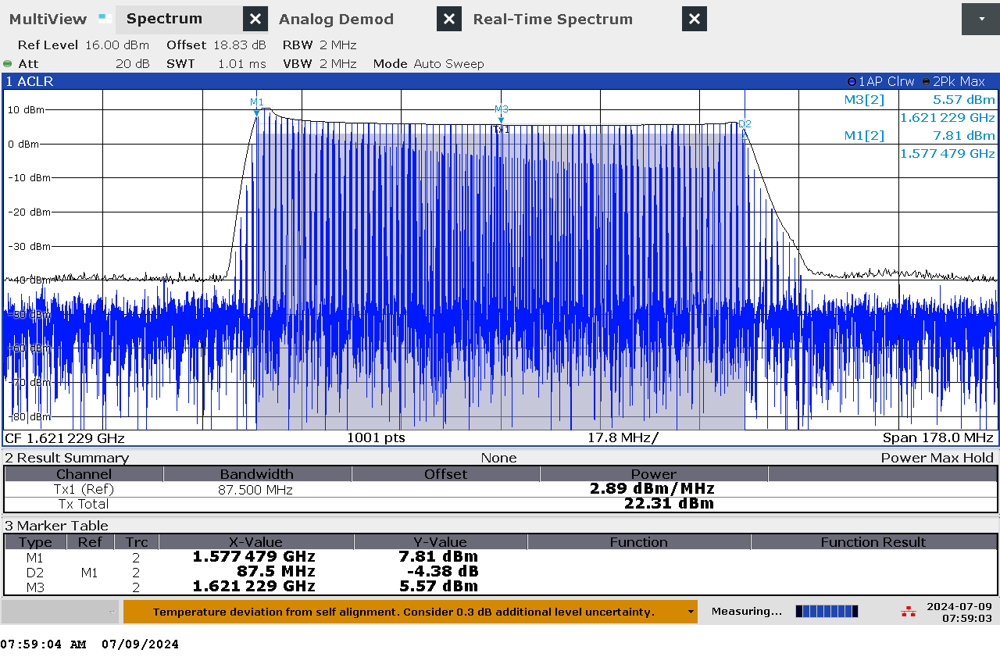 MultiView Spectrum Analog Demod Real-Time Spectrum
Ref Level 16.00 dBm Offset 18.83 dB RBW 2 MHz
Att 20 dB SWT 1.01 ms VBW 2 MHz Mode Auto Sweep
1 ACLR 1AP Clrw 2Pk Max
M3[2] 5.57 dBm
1.621 229 GHz
M1[2] 7.81 dBm
1.577 479 GHz
M1
M3
D2
Tx1
10 dBm
0 dBm
-10 dBm
-20 dBm
-30 dBm
-40 dBm
-50 dBm
-60 dBm
-70 dBm
-80 dBm
CF 1.621 229 GHz 1001 pts 17.8 MHz/ Span 178.0 MHz
2 Result Summary None Power Max Hold
Channel Bandwidth Offset Power
Tx1 (Ref) 87.500 MHz 2.89 dBm/MHz
Tx Total 22.31 dBm
3 Marker Table
Type Ref Trc X-Value Y-Value Function Function Result
M1 2 1.577 479 GHz 7.81 dBm
D2 M1 2 87.5 MHz -4.38 dB
M3 2 1.621 229 GHz 5.57 dBm
Temperature deviation from self alignment. Consider 0.3 dB additional level uncertainty. Measuring... 2024-07-09
07:59:03
07:59:04 AM 07/09/2024